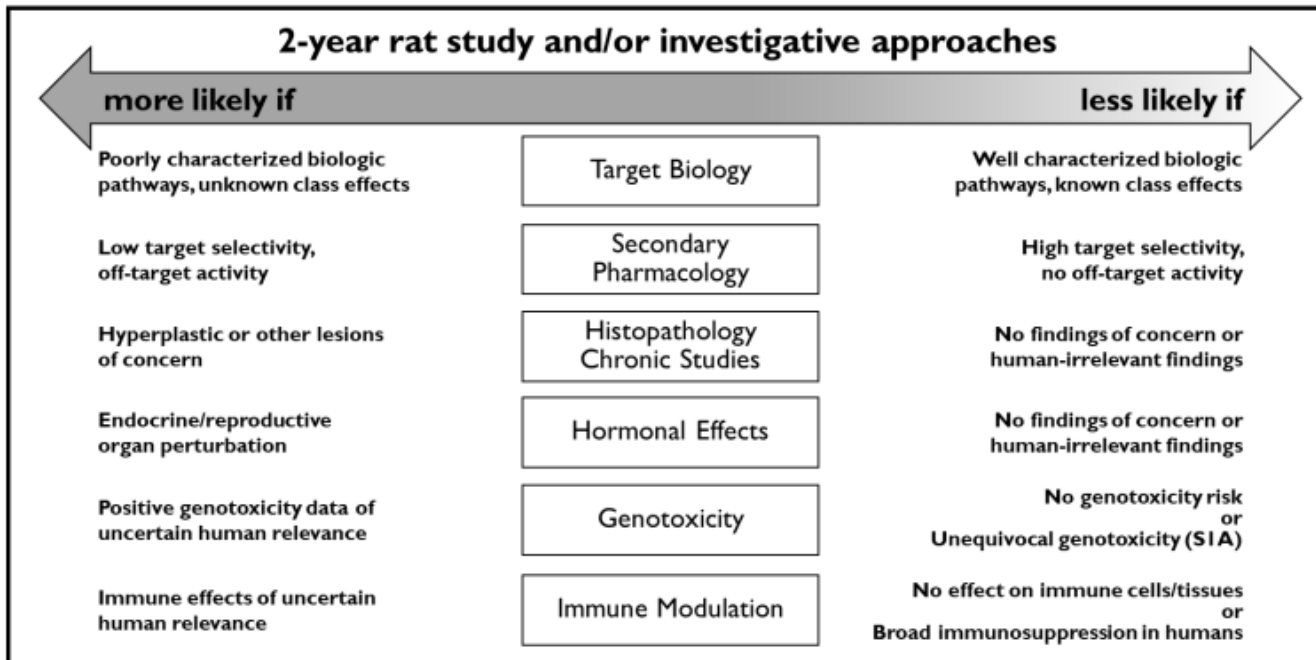 2-year rat study and/or investigative approaches
more likely if
less likely if
Poorly characterized biologic
pathways, unknown class effects
Target Biology
Well characterized biologic
pathways, known class effects
Low target selectivity,
off-target activity
Secondary
Pharmacology
High target selectivity,
no off-target activity
Hyperplastic or other lesions
of concern
Histopathology
Chronic Studies
No findings of concern or
human-irrelevant findings
Endocrine/reproductive
organ perturbation
Hormonal Effects
No findings of concern or
human-irrelevant findings
Positive genotoxicity data of
uncertain human relevance
Genotoxicity
No genotoxicity risk
or
Unequivocal genotoxicity (S1A)
Immune effects of uncertain
human relevance
Immune Modulation
No effect on immune cells/tissues
or
Broad immunosuppression in humans